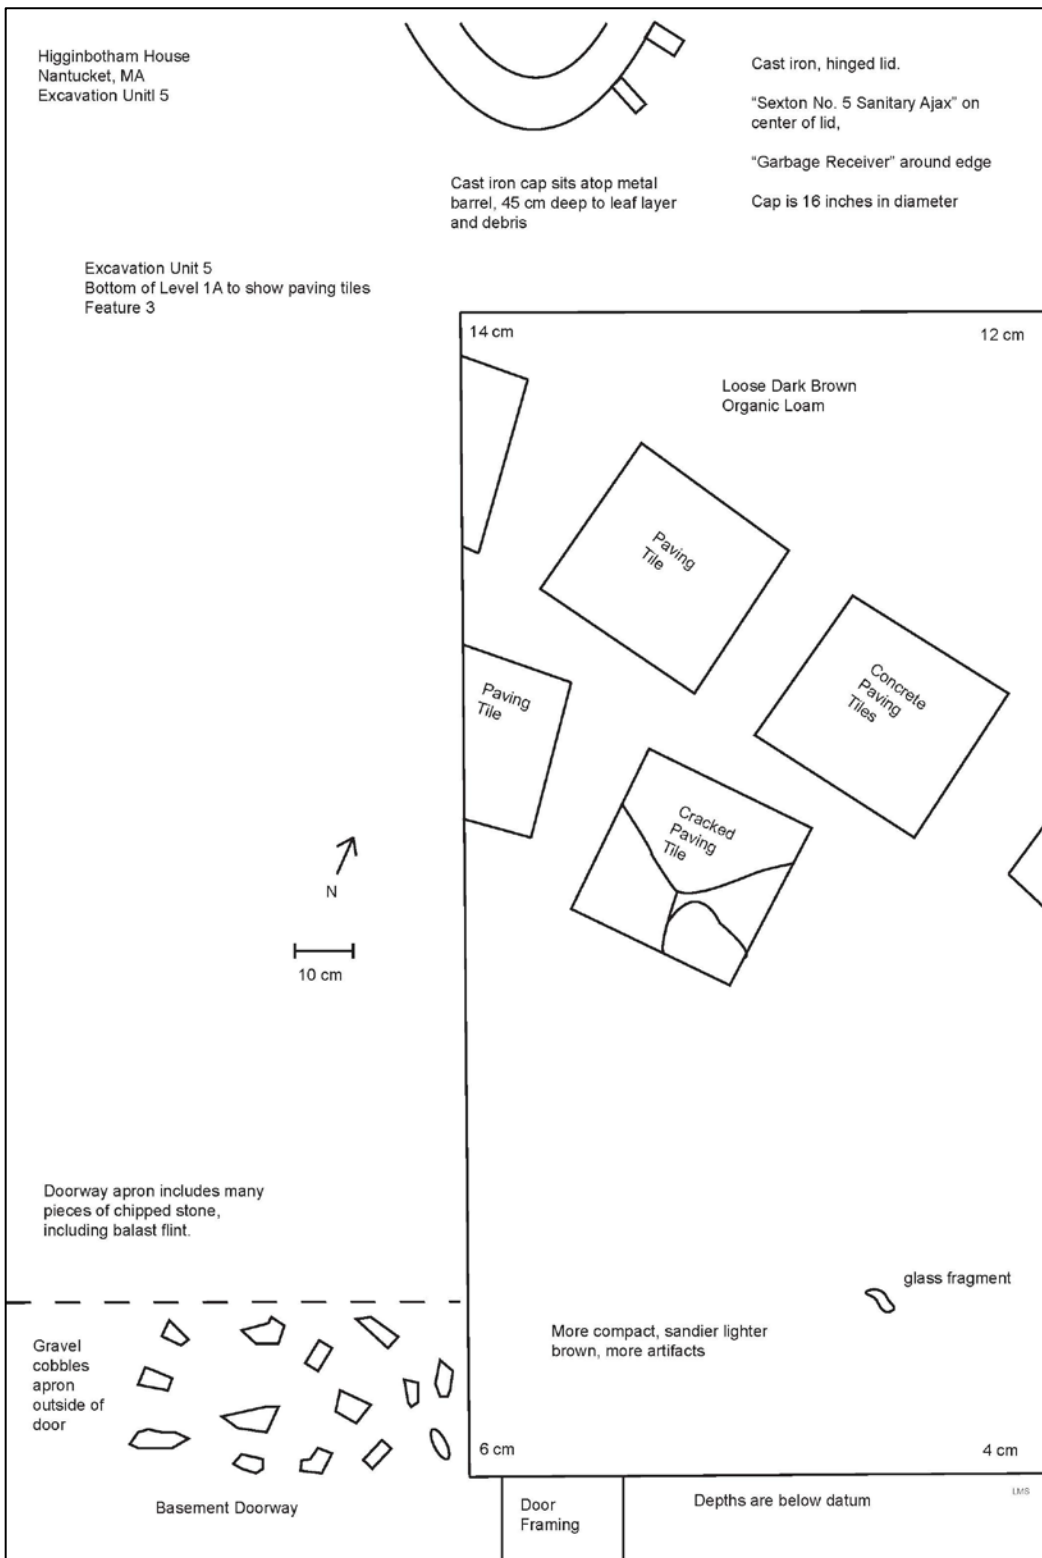 Higginbotham House
Nantucket, MA
Excavation Unitl 5
Cast iron, hinged lid.
“Sexton No. 5 Sanitary Ajax” on
center of lid,
“Garbage Receiver” around edge
Cap is 16 inches in diameter
Cast iron cap sits atop metal
barrel, 45 cm deep to leaf layer
and debris
Excavation Unit 5
Bottom of Level 1A to show paving tiles
Feature 3
14 cm
12 cm
Loose Dark Brown
Organic Loam
Paving
Tile
Concrete
Paving
Tiles
Paving
Tile
Cracked
Paving
Tile
N
10 cm
Doorway apron includes many
pieces of chipped stone,
including balast flint.
glass fragment
More compact, sandier lighter
brown, more artifacts
Gravel
cobbles
apron
outside of
door
6 cm
4 cm
Basement Doorway
Door
Framing
Depths are below datum
LMS